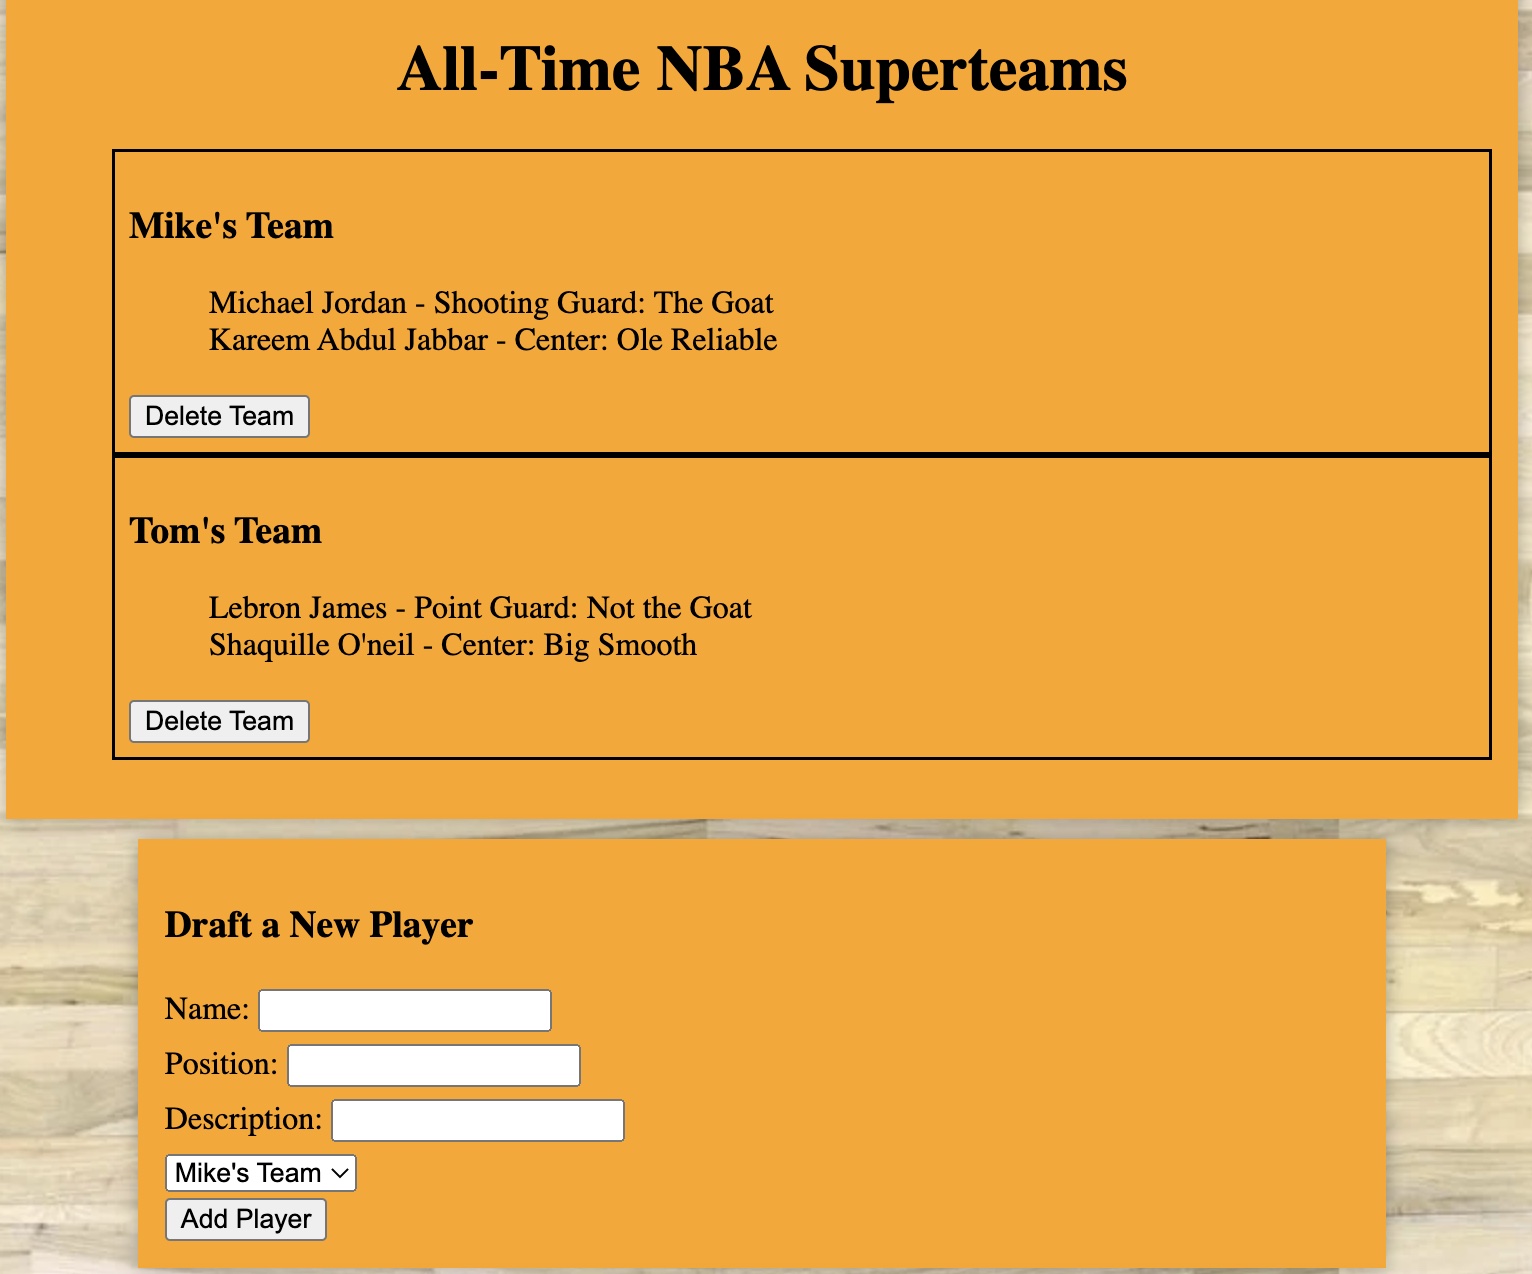 All-Time NBA Superteams
Mike's Team
Michael Jordan - Shooting Guard: The Goat
Kareem Abdul Jabbar - Center: Ole Reliable
Delete Team
Tom's Team
Lebron James - Point Guard: Not the Goat
Shaquille O'neil - Center: Big Smooth
Delete Team
Draft a New Player
Name:
Position:
Description:
Mike's Team
Add Player